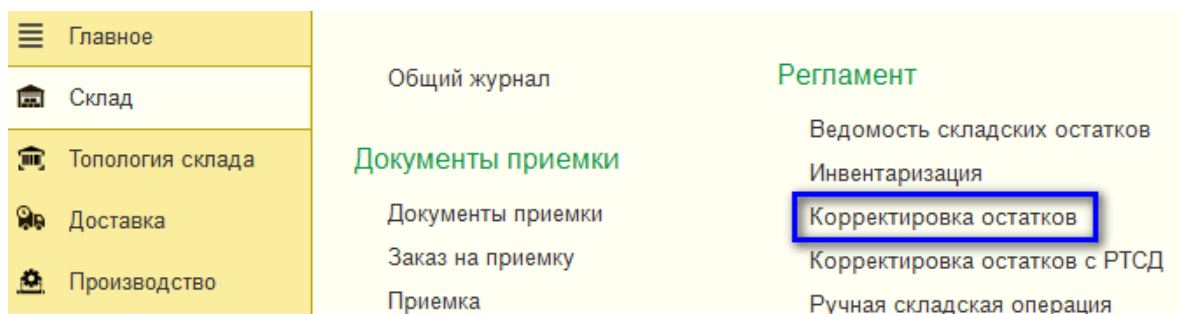 Главное
Склад
Топология склада
Доставка
Производство
Общий журнал
Документы приемки
Документы приемки
Заказ на приемку
Приемка
Регламент
Ведомость складских остатков
Инвентаризация
Корректировка остатков
Корректировка остатков с РТСД
Ручная складская операция